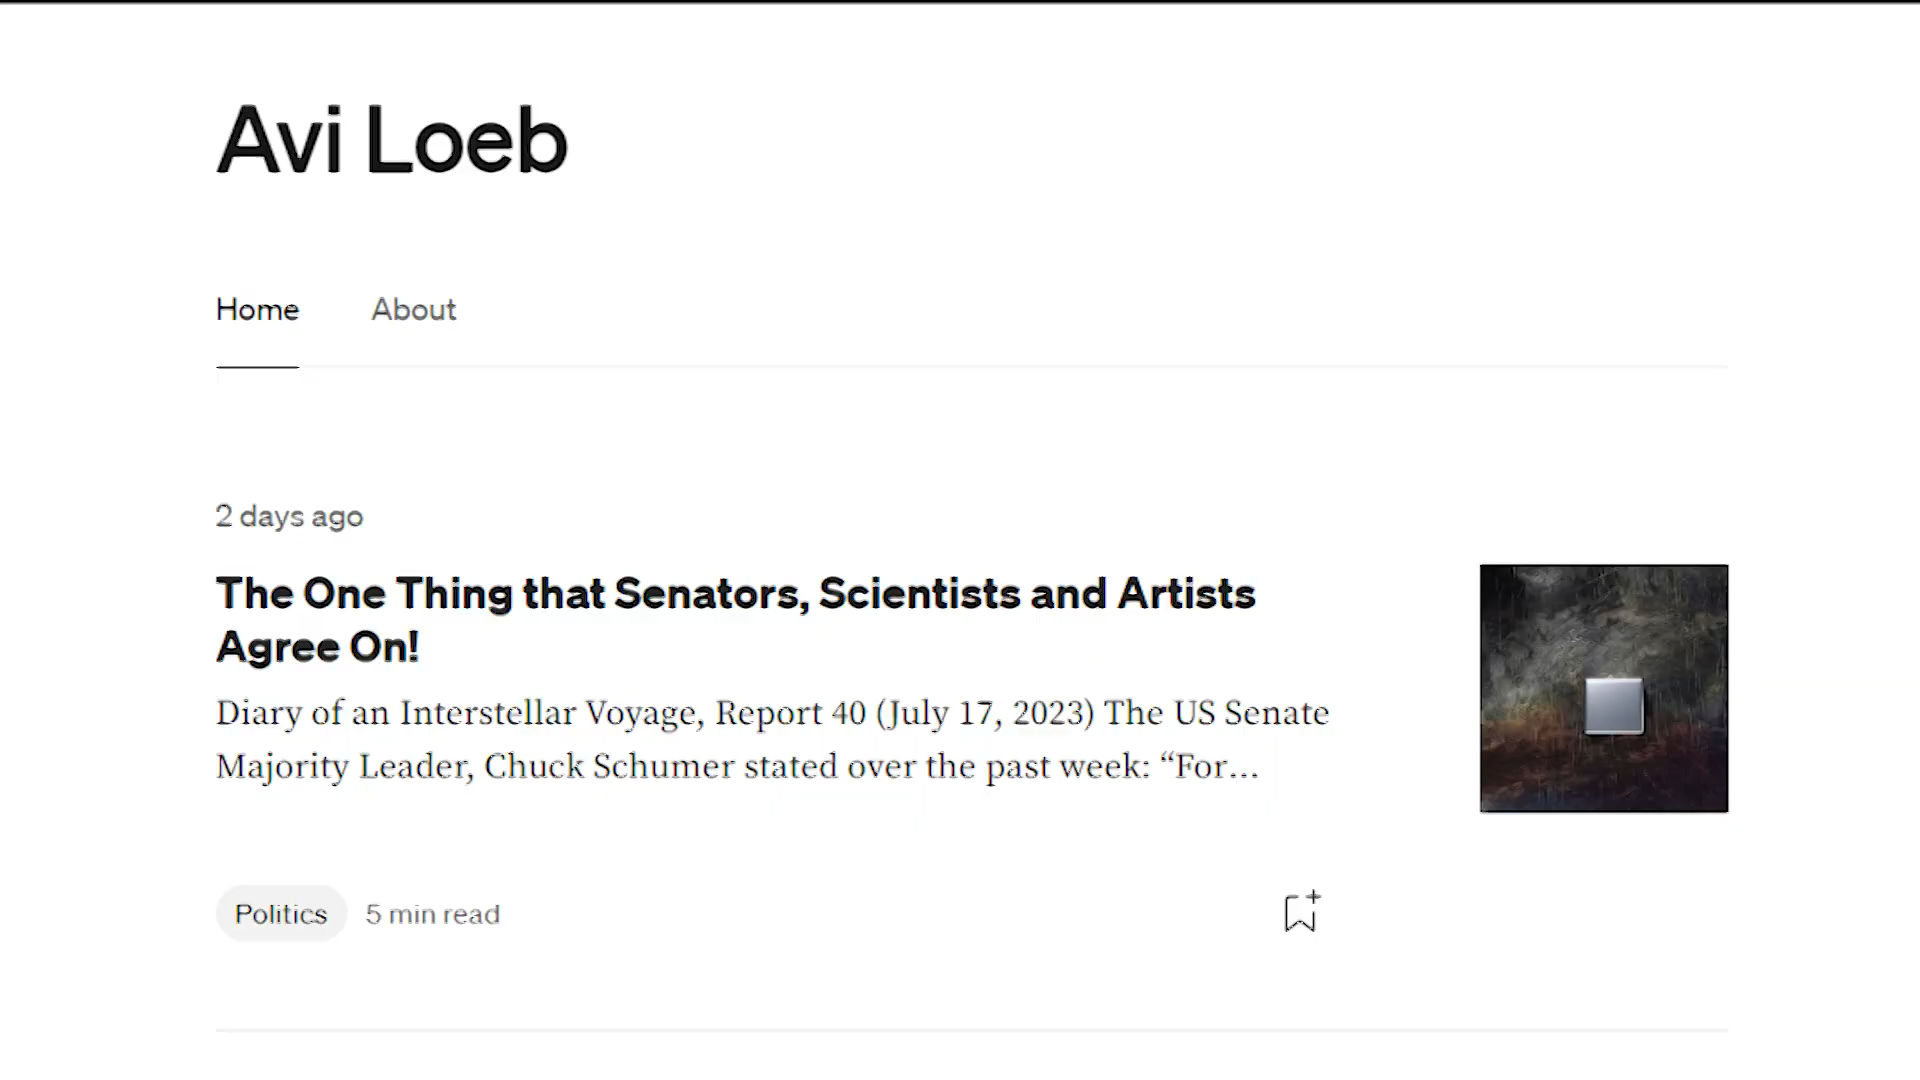 Avi Loeb
Home About
2 days ago
The One Thing that Senators, Scientists and Artists
Agree On!
Diary of an Interstellar Voyage, Report 40 (July 17, 2023) The US Senate
Majority Leader, Chuck Schumer stated over the past week: “For...
Politics 5 min read